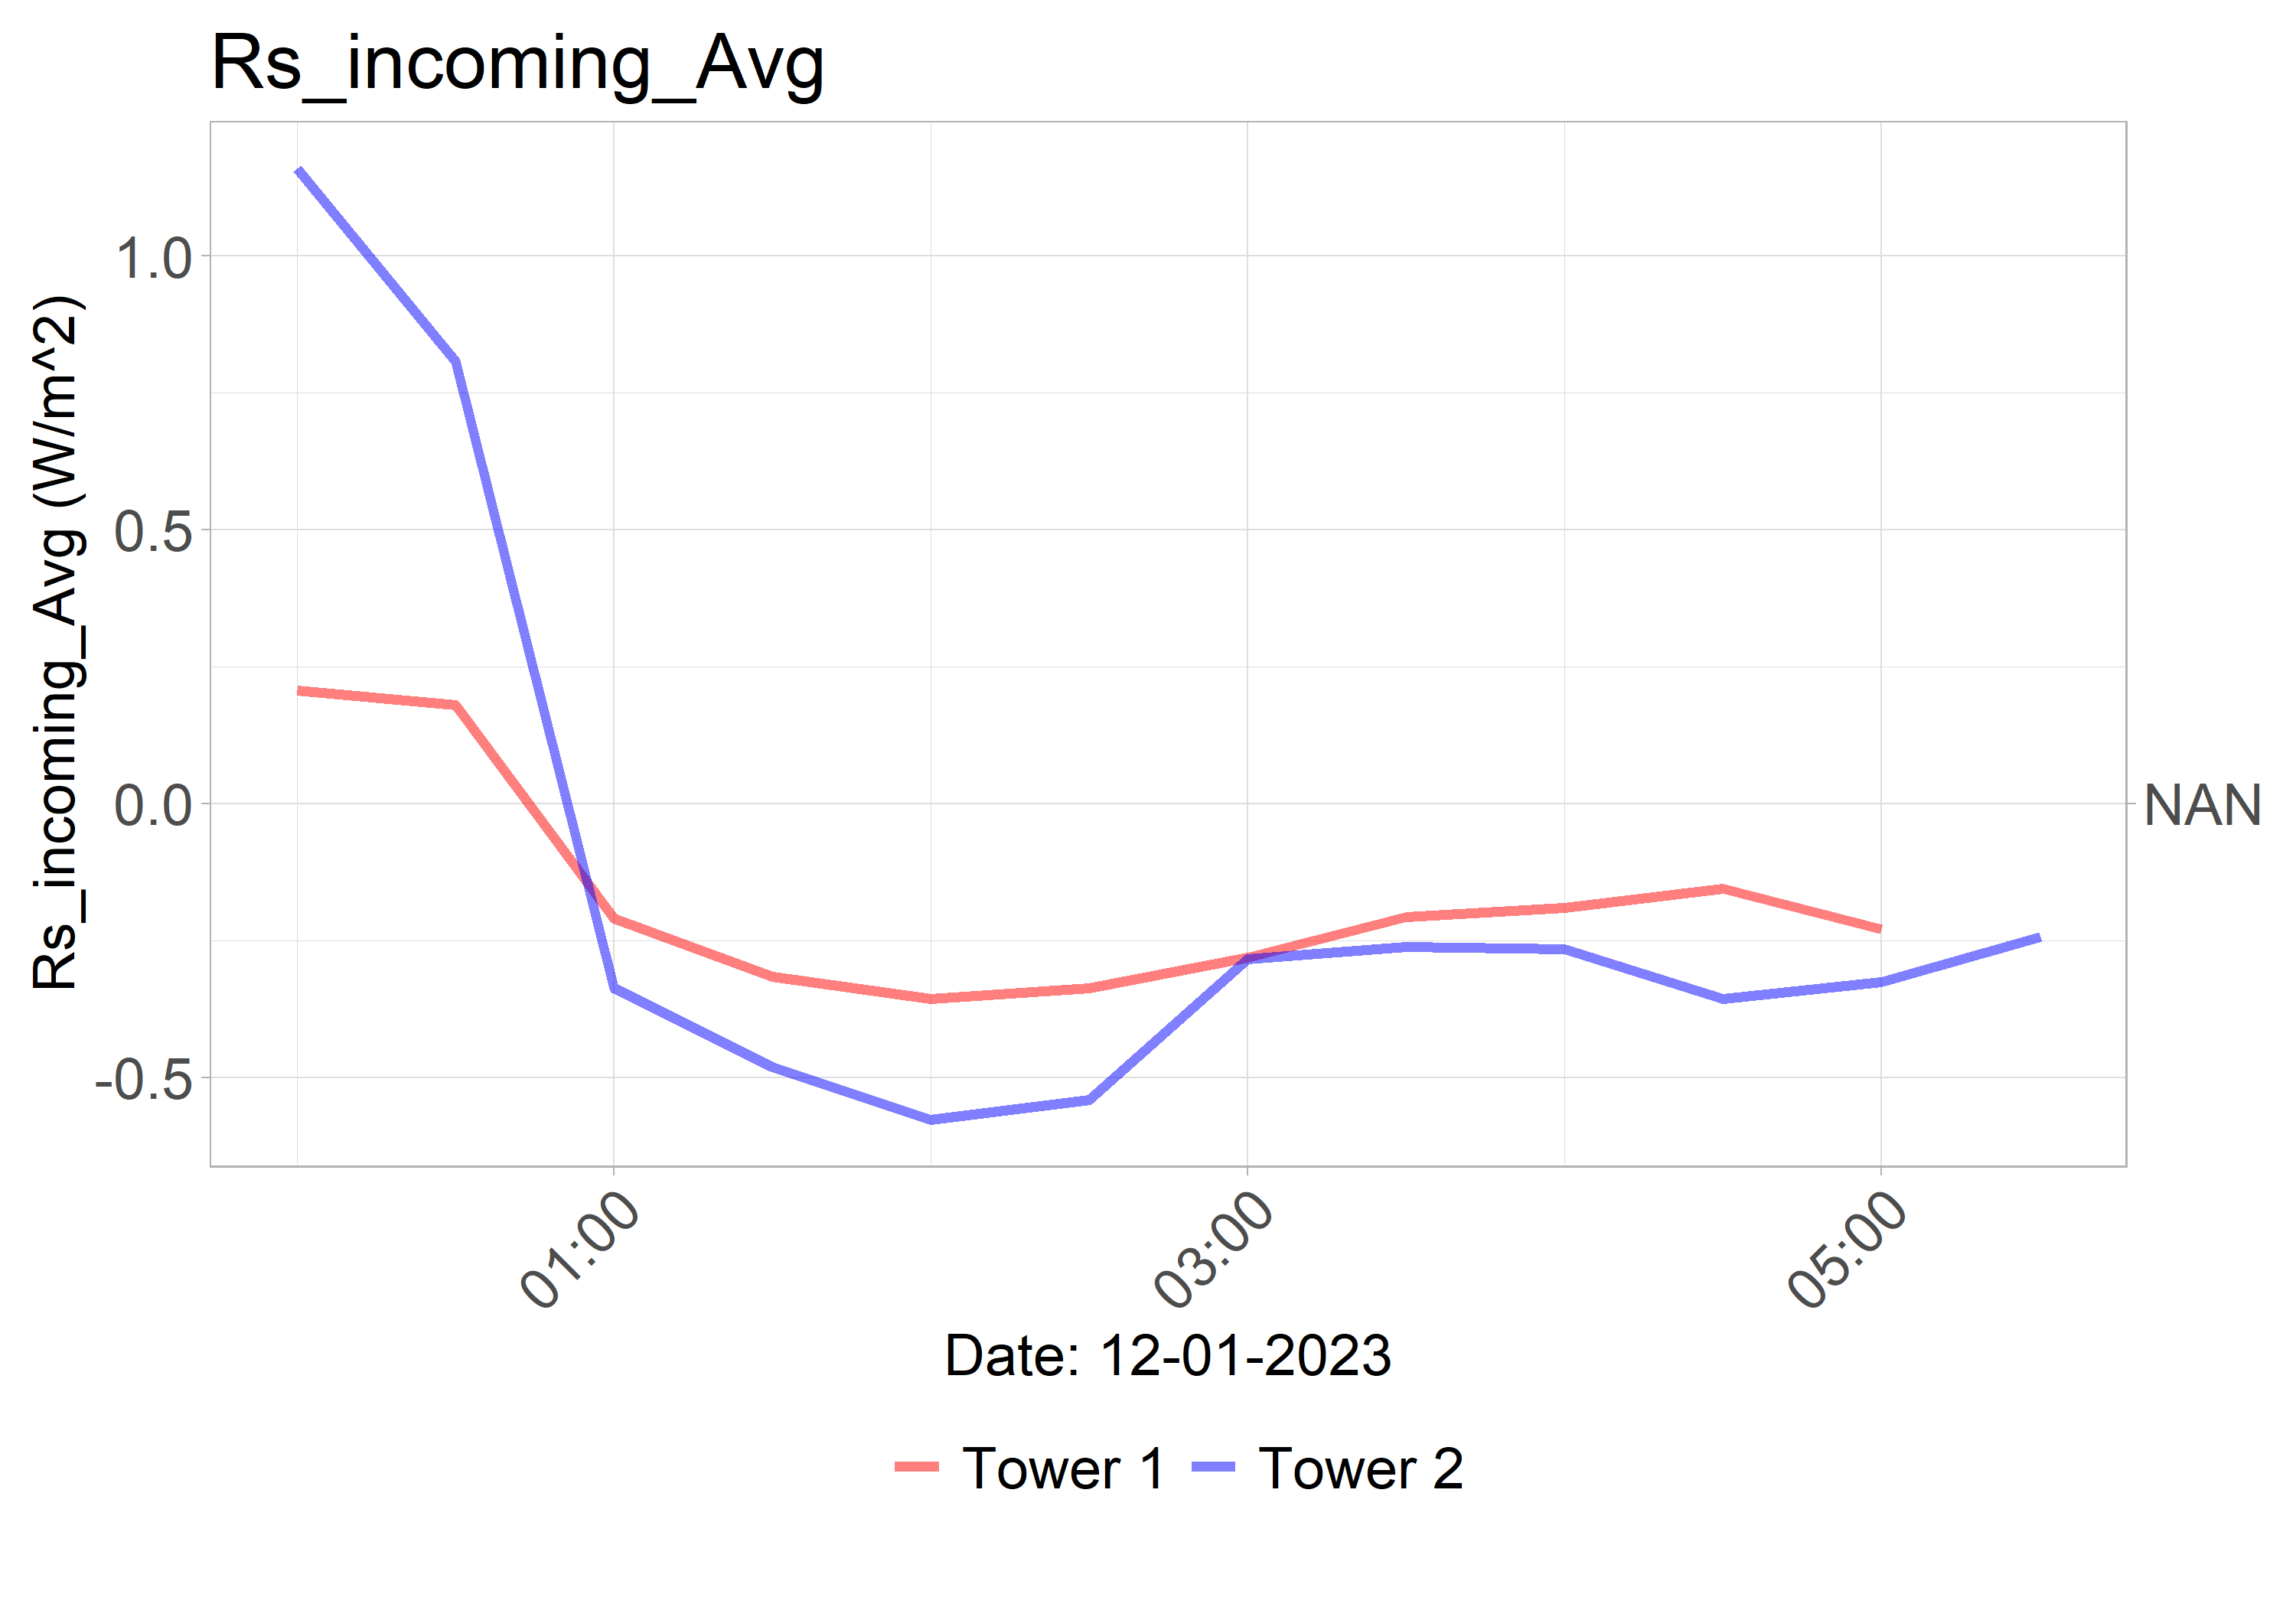 Rs_incoming_Avg
Rs_incoming_Avg (W/m^2)
1.0
0.5
0.0
-0.5
NAN
01:00
03:00
05:00
Date: 12-01-2023
Tower 1
Tower 2